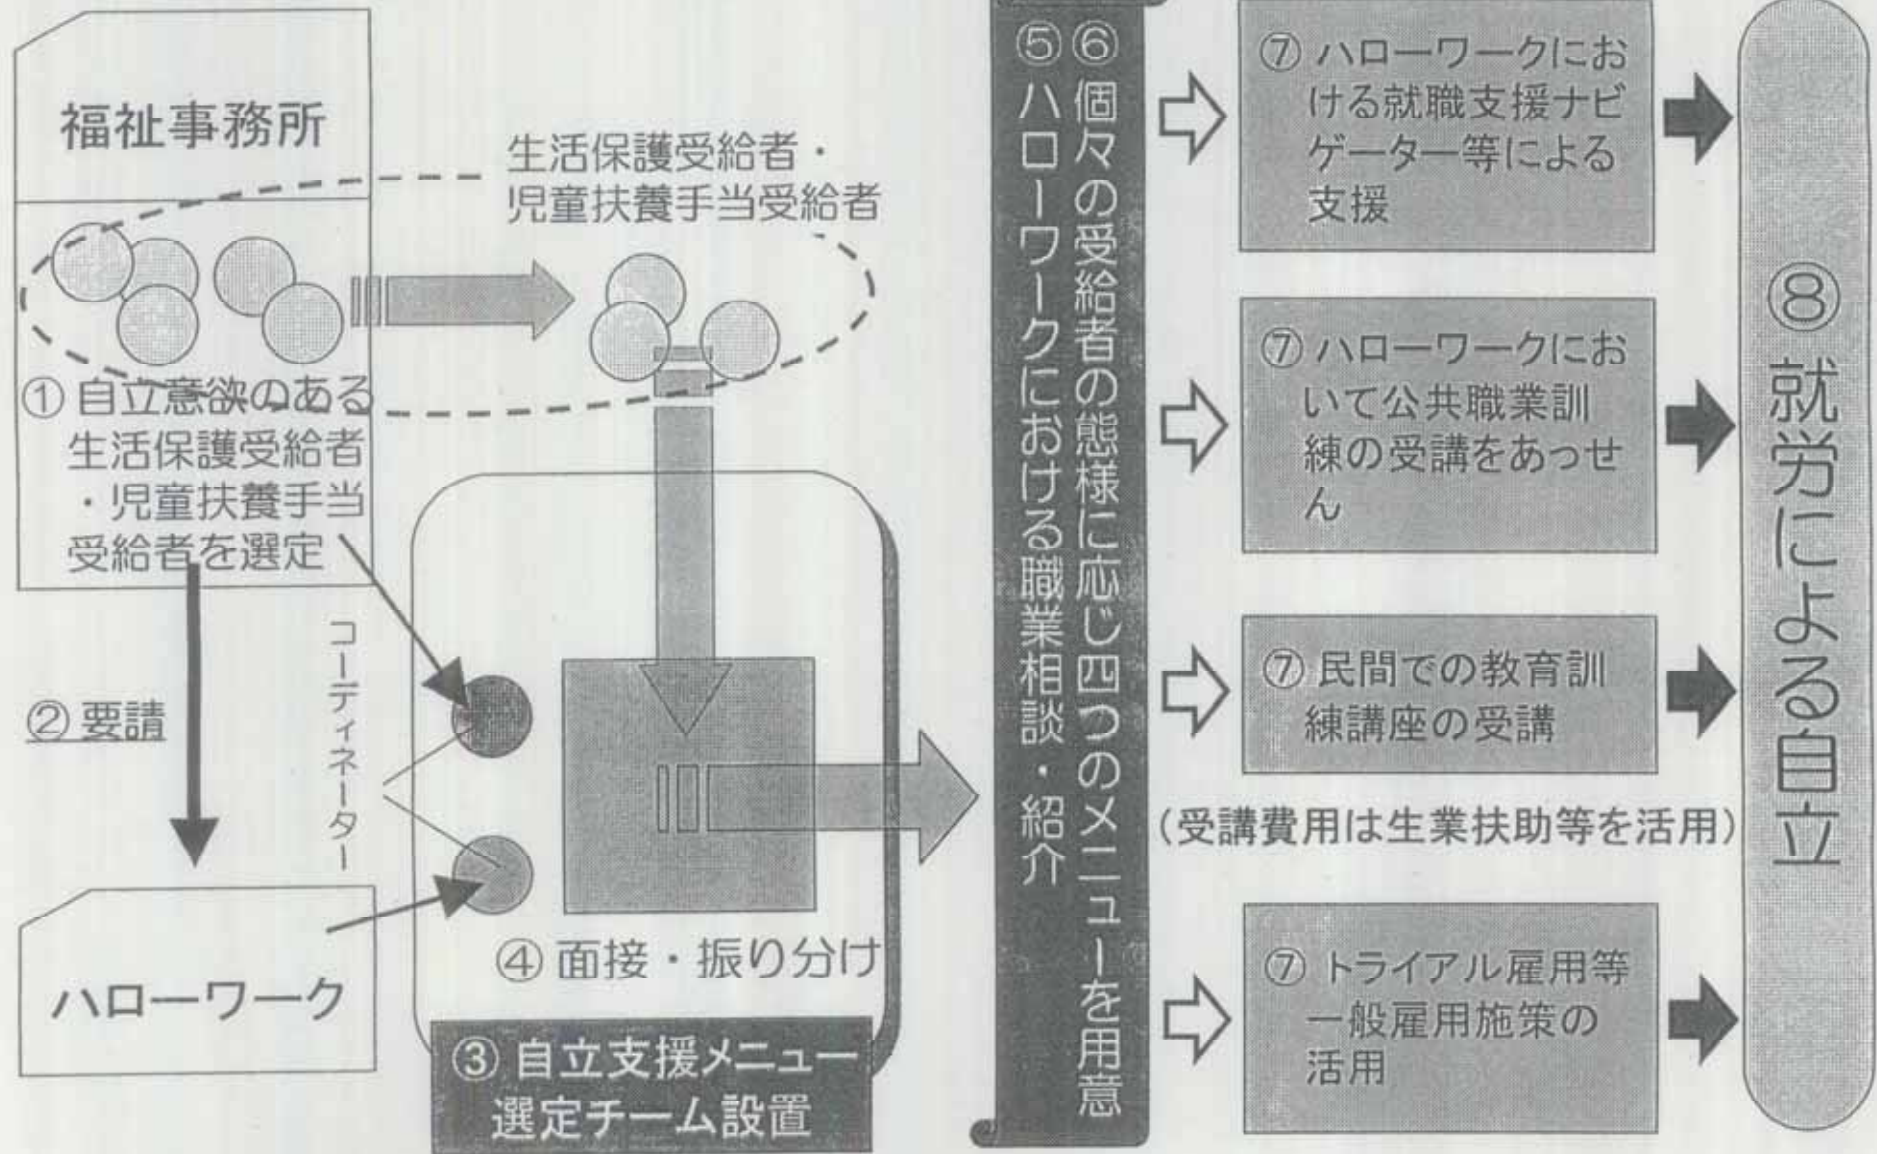 福祉事務所
生活保護受給者・
児童扶養手当受給者
① 自立意欲のある
生活保護受給者
・児童扶養手当
受給者を選定
② 要請
コーディネーター
ハローワーク
④ 面接・振り分け
③ 自立支援メニュー
選定チーム設置
⑥ 個々の受給者の態様に応じ四つのメニューを用意
⑤ ハローワークにおける職業相談・紹介
⑦ ハローワークにお
ける就職支援ナビ
ゲーター等による
支援
⑦ ハローワークにお
いて公共職業訓
練の受講をあっせ
ん
⑦ 民間での教育訓
練講座の受講
(受講費用は生業扶助等を活用)
⑦ トライアル雇用等
一般雇用施策の
活用
⑧ 就労による自立